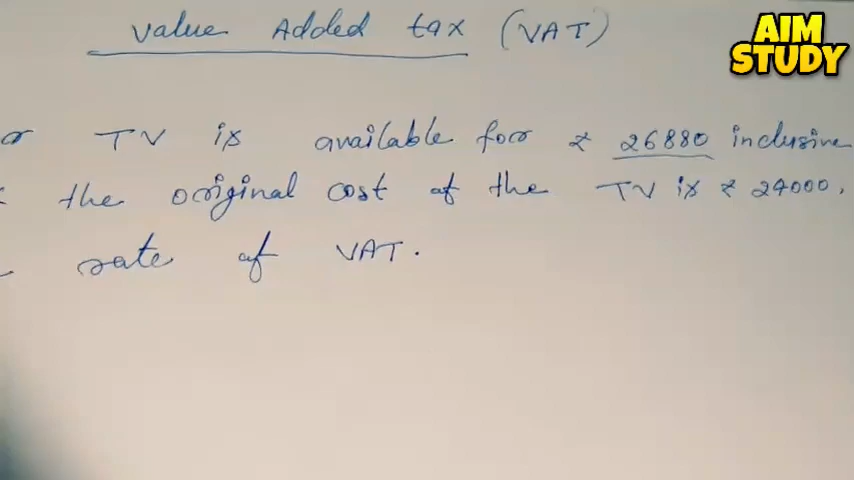 Value Added tax (VAT)
AIM
STUDY
or TV is available for ₹ 26880 inclusive
the original cost of the TV is ₹ 24000.
rate of VAT.